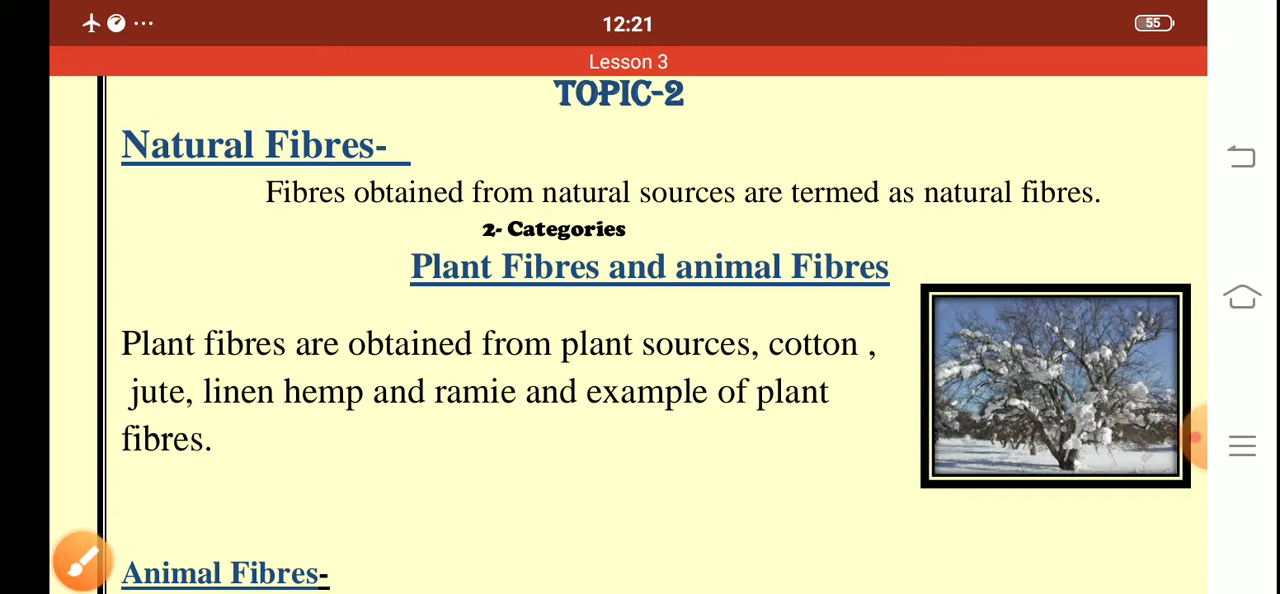 12:21
55
Lesson 3
TOPIC-2
Natural Fibres-
Fibres obtained from natural sources are termed as natural fibres.
2- Categories
Plant Fibres and animal Fibres
Plant fibres are obtained from plant sources, cotton ,
jute, linen hemp and ramie and example of plant
fibres.
Animal Fibres-